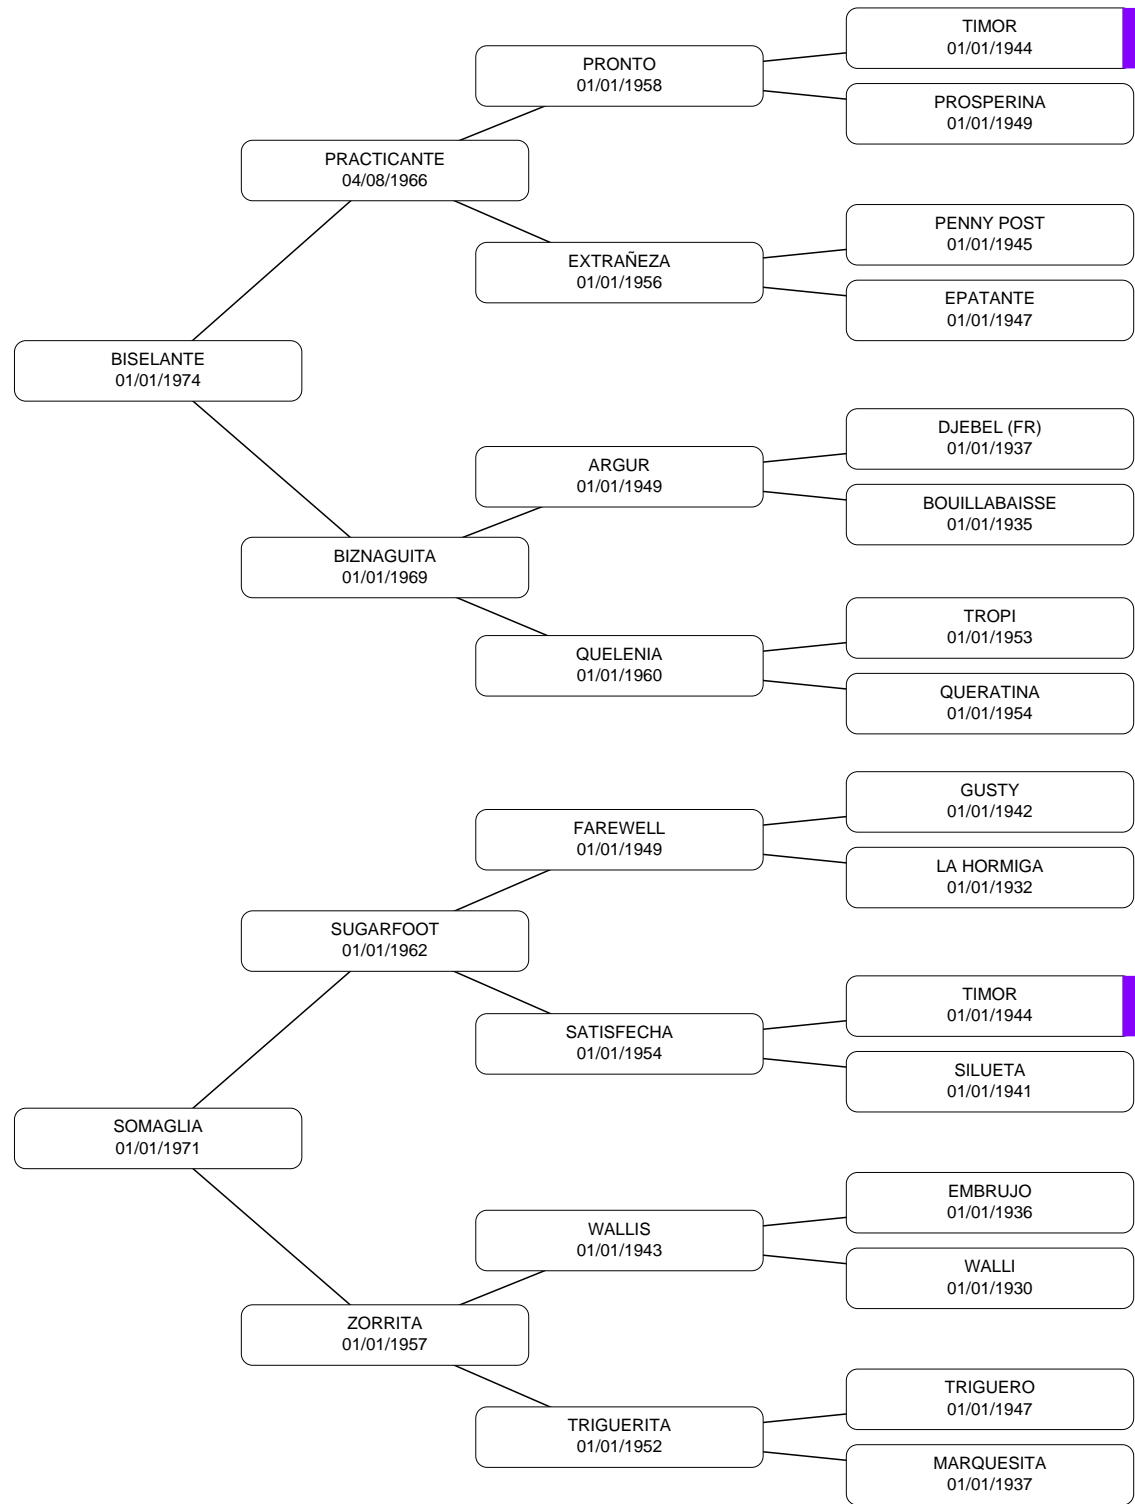 TIMOR
01/01/1944
PRONTO
01/01/1958
PROSPERINA
01/01/1949
PRACTICANTE
04/08/1966
PENNY POST
01/01/1945
EXTRAÑEZA
01/01/1956
EPATANTE
01/01/1947
BISELANTE
01/01/1974
DJEBEL (FR)
01/01/1937
ARGUR
01/01/1949
BOUILLABAISSE
01/01/1935
BIZNAGUITA
01/01/1969
TROPI
01/01/1953
QUELENIA
01/01/1960
QUERATINA
01/01/1954
GUSTY
01/01/1942
FAREWELL
01/01/1949
LA HORMIGA
01/01/1932
SUGARFOOT
01/01/1962
TIMOR
01/01/1944
SATISFECHA
01/01/1954
SILUETA
01/01/1941
SOMAGLIA
01/01/1971
EMBRUJO
01/01/1936
WALLIS
01/01/1943
WALLI
01/01/1930
ZORRITA
01/01/1957
TRIGUERO
01/01/1947
TRIGUERITA
01/01/1952
MARQUESITA
01/01/1937